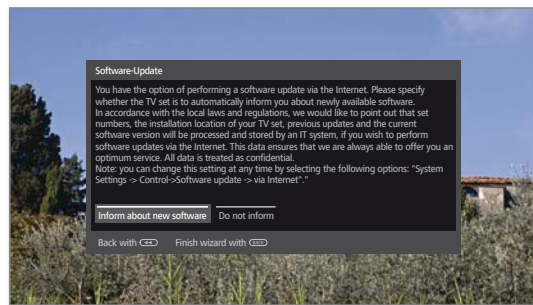 Software-Update
You have the option of performing a software update via the Internet. Please specify
whether the TV set is to automatically inform you about newly available software.
In accordance with the local laws and regulations, we would like to point out that set
numbers, the installation location of your TV set, previous updates and the current
software version will be processed and stored by an IT system, if you wish to perform
software updates via the Internet. This data ensures that we are always able to offer you an
optimum service. All data is treated as confidential.
Note: you can change this setting at any time by selecting the following options: "System
Settings -> Control->Software update -> via Internet"."
Inform about new software Do not inform
Back with Finish wizard with BACK